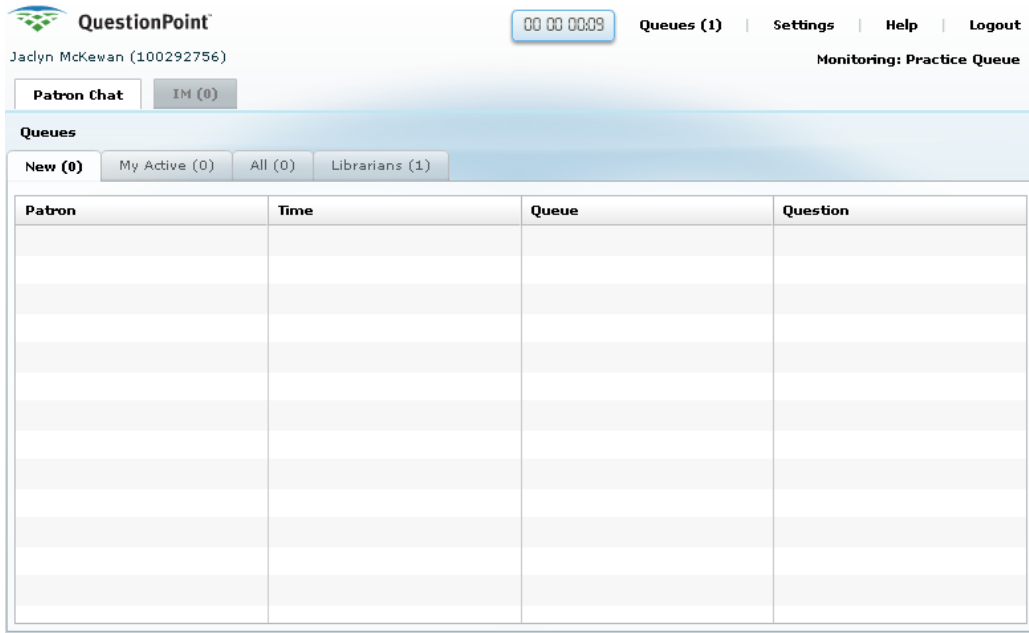 QuestionPoint™ 00 00 00:09 Queues (1) | Settings | Help | Logout
Jaclyn McKewan (100292756) Monitoring: Practice Queue
Patron Chat IM (0)
Queues
New (0) My Active (0) All (0) Librarians (1)
Patron Time Queue Question